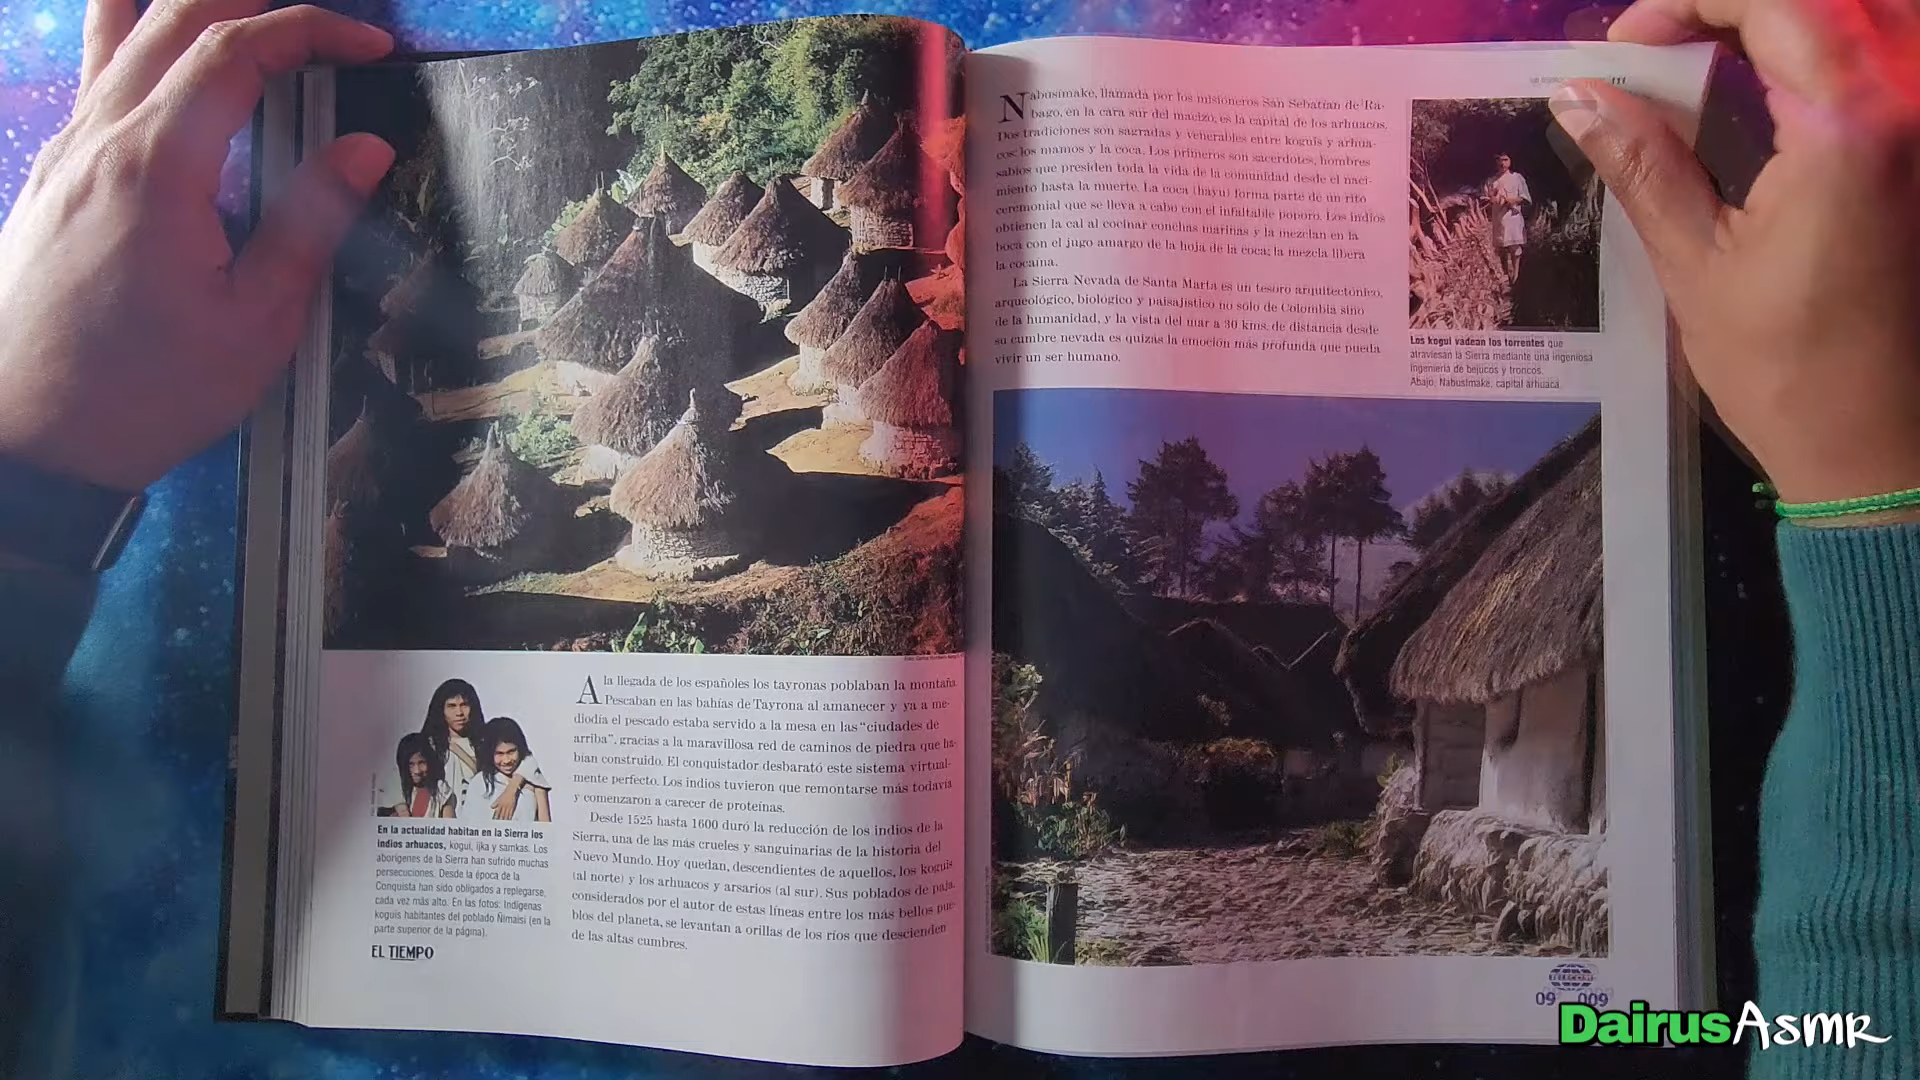 A la llegada de los españoles los tayronas poblaban la montaña.
Pescaban en las bahías de Tayrona al amanecer y ya a me-
diodía el pescado estaba servido a la mesa en las "ciudades de
arriba", gracias a la maravillosa red de caminos de piedra que ha-
bían construido. El conquistador desbarató este sistema virtual-
mente perfecto. Los indios tuvieron que remontarse más todavía
y comenzaron a carecer de proteínas.
Desde 1525 hasta 1600 duró la reducción de los indios de la
Sierra, una de las más crueles y sanguinarias de la historia del
Nuevo Mundo. Hoy quedan, descendientes de aquellos, los koguis
(al norte) y los arhuacos y arsarios (al sur). Sus poblados de paja,
considerados por el autor de estas líneas entre los más bellos pue-
blos del planeta, se levantan a orillas de los ríos que descienden
de las altas cumbres.
En la actualidad habitan en la Sierra los
indios arhuacos, kogui, ijka y samkas. Los
aborígenes de la Sierra han sufrido muchas
persecuciones. Desde la época de la
Conquista han sido obligados a replegarse,
cada vez más alto. En las fotos: Indígenas
koguis habitantes del poblado Ñimaisi (en la
parte superior de la página).
EL TIEMPO
Nabusímake, llamada por los misioneros San Sebatían de Ra-
bago, en la cara sur del macizo, es la capital de los arhuacos.
Dos tradiciones son sagradas y venerables entre koguis y arhua-
cos: los mamos y la coca. Los primeros son sacerdotes, hombres
sabios que presiden toda la vida de la comunidad desde el naci-
miento hasta la muerte. La coca (hayu) forma parte de un rito
ceremonial que se lleva a cabo con el infaltable poporo. Los indios
obtienen la cal al cocinar conchas marinas y la mezclan en la
boca con el jugo amargo de la hoja de la coca; la mezcla libera
la cocaína.
La Sierra Nevada de Santa Marta es un tesoro arquitectónico,
arqueológico, biológico y paisajístico no sólo de Colombia sino
de la humanidad, y la vista del mar a 30 kms. de distancia desde
su cumbre nevada es quizás la emoción más profunda que pueda
vivir un ser humano.
111
Los kogui vadean los torrentes que
atraviesan la Sierra mediante una ingeniosa
ingeniería de bejucos y troncos.
Abajo, Nabusímake, capital arhuaca.
TELECOM
09 009
DairusAsmr